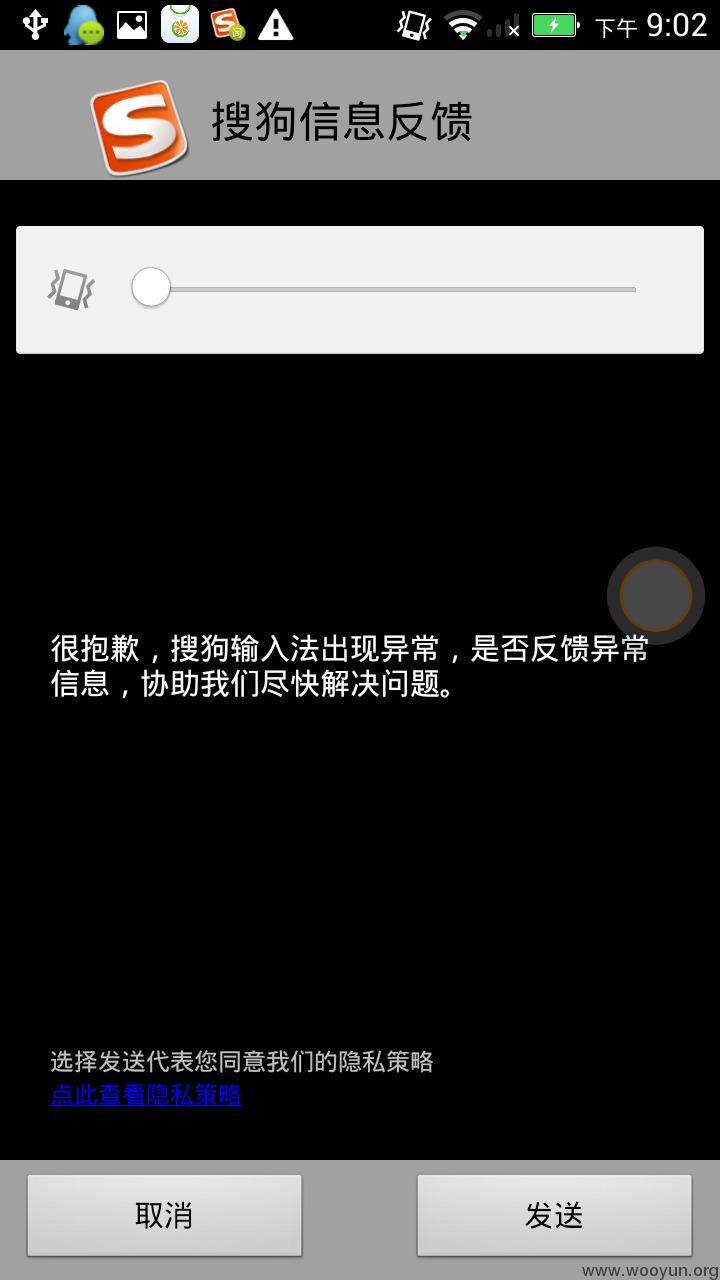 下午 9:02
搜狗信息反馈
很抱歉，搜狗输入法出现异常，是否反馈异常
信息，协助我们尽快解决问题。
选择发送代表您同意我们的隐私策略
点此查看隐私策略
取消
发送
www.wooyun.org